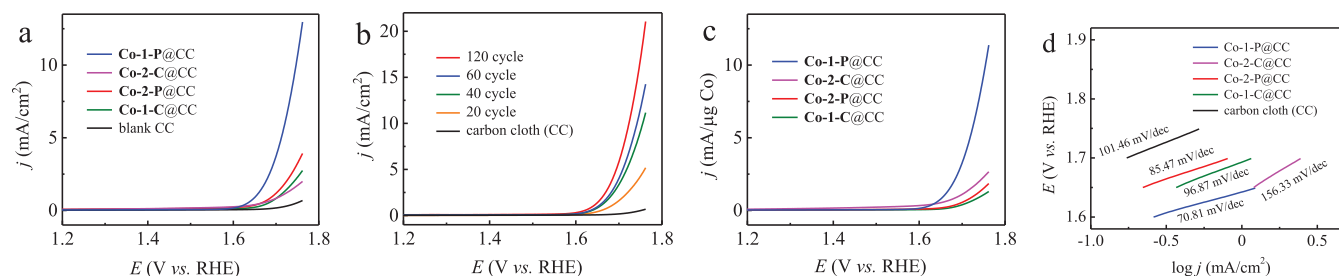 a
Co-1-P@CC
Co-2-C@CC
Co-2-P@CC
Co-1-C@CC
blank CC
10
5
0
j (mA/cm²)
1.2 1.4 1.6 1.8
E (V vs. RHE)
b
120 cycle
60 cycle
40 cycle
20 cycle
carbon cloth (CC)
20
15
10
5
0
j (mA/cm²)
1.2 1.4 1.6 1.8
E (V vs. RHE)
c
Co-1-P@CC
Co-2-C@CC
Co-2-P@CC
Co-1-C@CC
10
5
0
j (mA/µg Co)
1.2 1.4 1.6 1.8
E (V vs. RHE)
d
Co-1-P@CC
Co-2-C@CC
Co-2-P@CC
Co-1-C@CC
carbon cloth (CC)
1.9
1.8
1.7
1.6
E (V vs. RHE)
101.46 mV/dec
85.47 mV/dec
96.87 mV/dec
70.81 mV/dec
156.33 mV/dec
-1.0 -0.5 0.0 0.5
log j (mA/cm²)